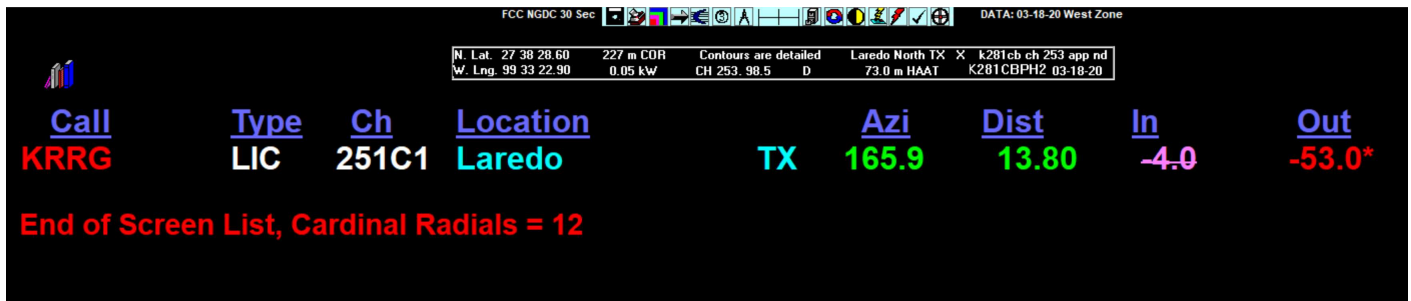 FCC NGDC 30 Sec DATA: 03-18-20 West Zone
N. Lat. 27 38 28.60 227 m COR Contours are detailed Laredo North TX X k281cb ch 253 app nd
W. Lng. 99 33 22.90 0.05 kW CH 253. 98.5 D 73.0 m HAAT K281CBPH2 03-18-20
Call Type Ch Location Azi Dist In Out
KRRG LIC 251C1 Laredo TX 165.9 13.80 -4.0 -53.0*
End of Screen List, Cardinal Radials = 12